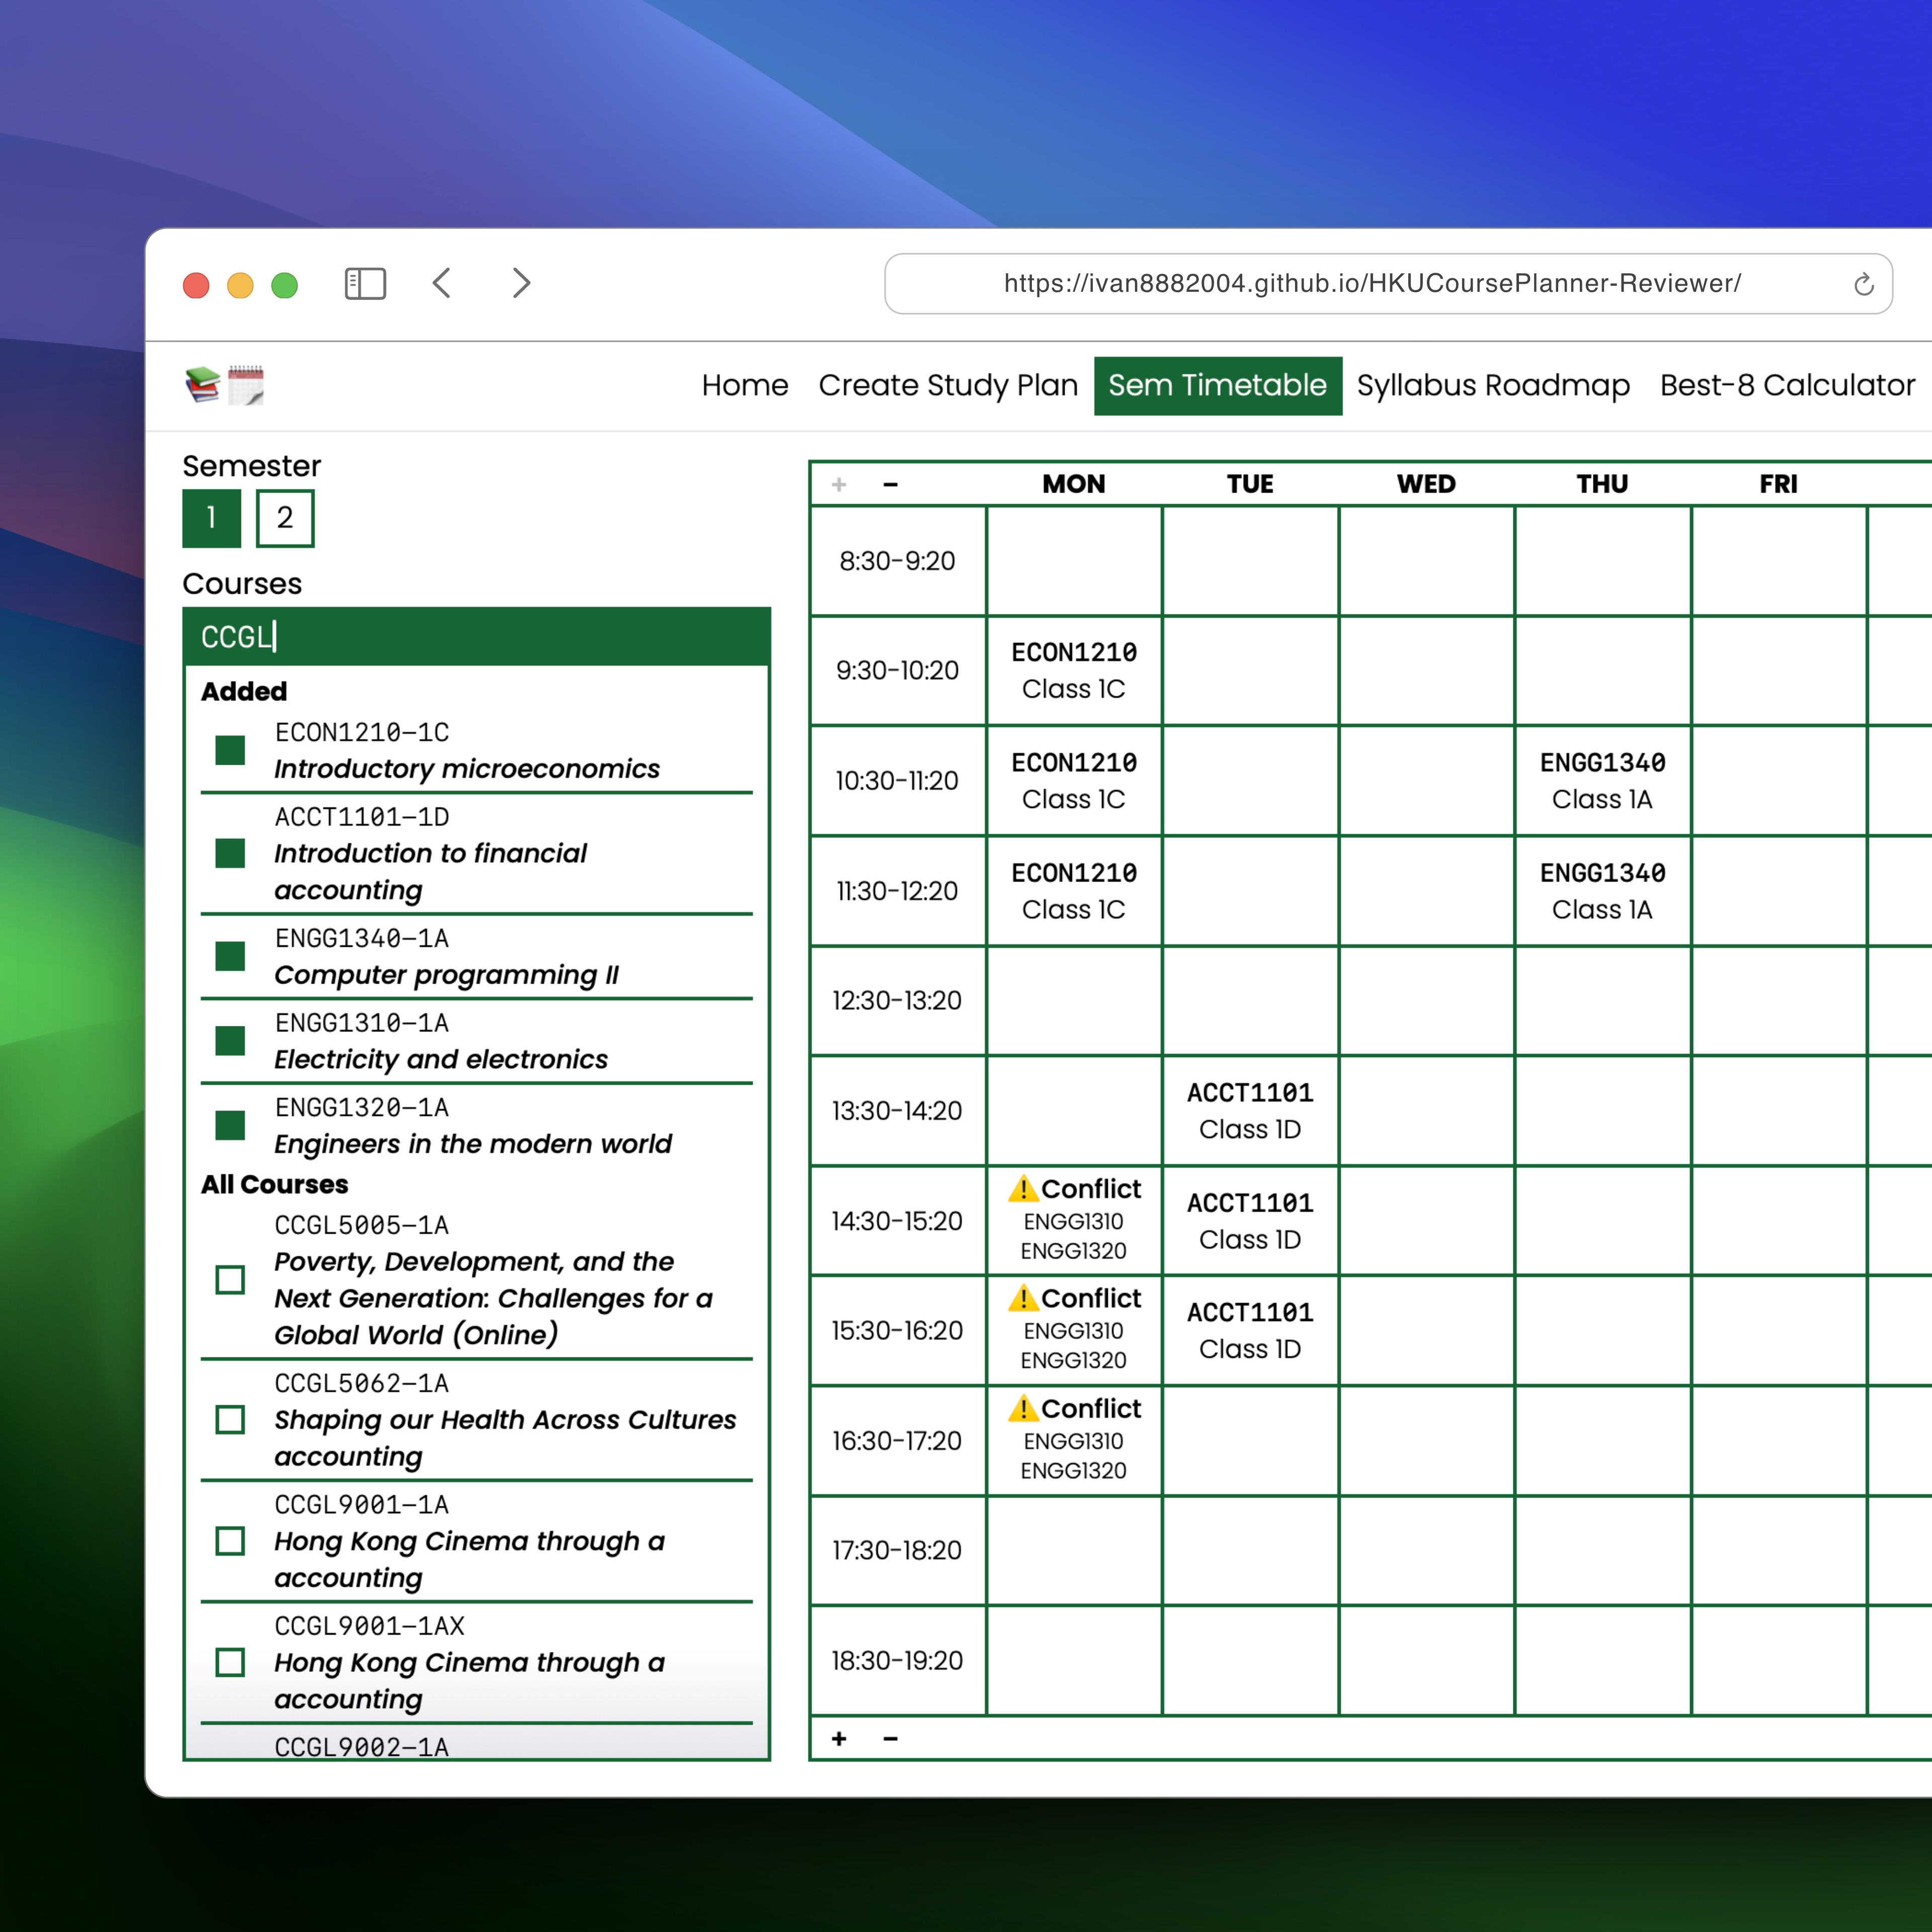 https://ivan8882004.github.io/HKUCoursePlanner-Reviewer/
Home Create Study Plan Sem Timetable Syllabus Roadmap Best-8 Calculator
Semester
1 2
Courses
CCGL
Added
ECON1210-1C
Introductory microeconomics
ACCT1101-1D
Introduction to financial
accounting
ENGG1340-1A
Computer programming II
ENGG1310-1A
Electricity and electronics
ENGG1320-1A
Engineers in the modern world
All Courses
CCGL5005-1A
Poverty, Development, and the
Next Generation: Challenges for a
Global World (Online)
CCGL5062-1A
Shaping our Health Across Cultures
accounting
CCGL9001-1A
Hong Kong Cinema through a
accounting
CCGL9001-1AX
Hong Kong Cinema through a
accounting
CCGL9002-1A
+ - MON TUE WED THU FRI
8:30-9:20
9:30-10:20
ECON1210
Class 1C
10:30-11:20
ECON1210
Class 1C
ENGG1340
Class 1A
11:30-12:20
ECON1210
Class 1C
ENGG1340
Class 1A
12:30-13:20
13:30-14:20
ACCT1101
Class 1D
14:30-15:20
⚠️Conflict
ENGG1310
ENGG1320
ACCT1101
Class 1D
15:30-16:20
⚠️Conflict
ENGG1310
ENGG1320
ACCT1101
Class 1D
16:30-17:20
⚠️Conflict
ENGG1310
ENGG1320
17:30-18:20
18:30-19:20
+ -